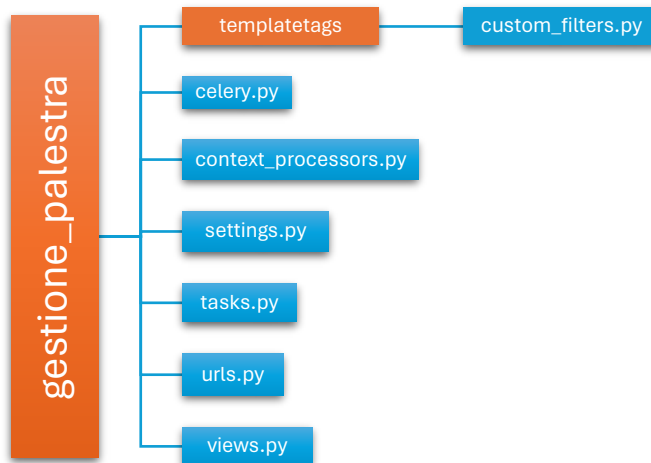 gestione_palestra
templatetags
custom_filters.py
celery.py
context_processors.py
settings.py
tasks.py
urls.py
views.py